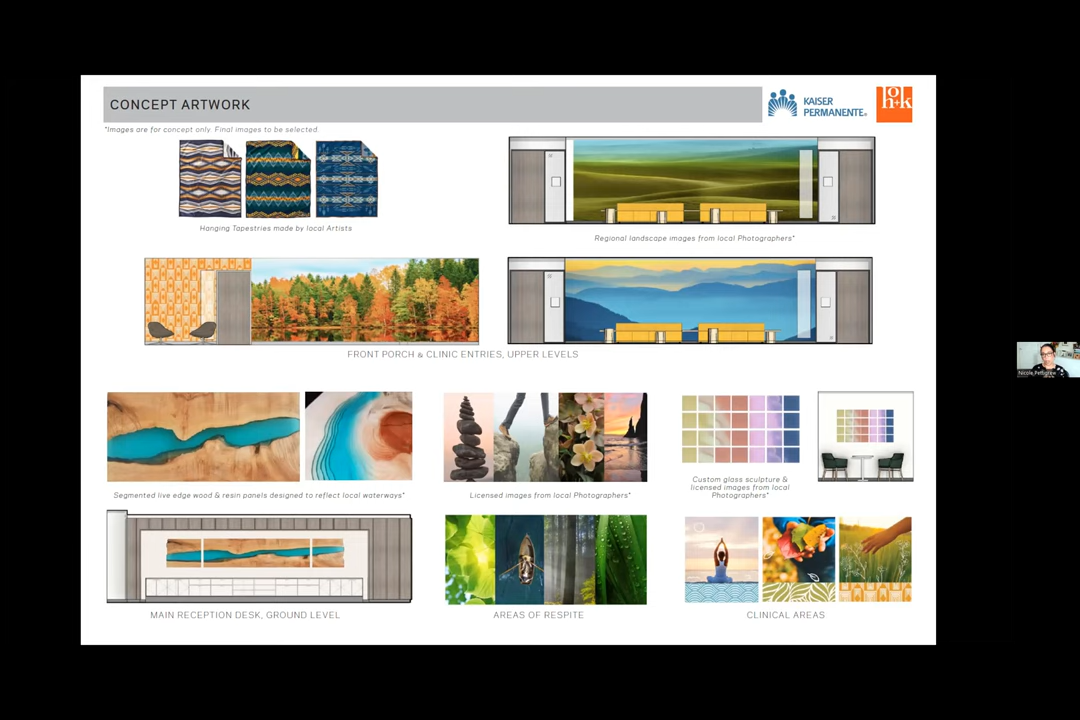 CONCEPT ARTWORK
KAISER
PERMANENTE®
h+ok
*Images are for concept only. Final images to be selected.
Hanging Tapestries made by local Artists
Regional landscape images from local Photographers*
FRONT PORCH & CLINIC ENTRIES, UPPER LEVELS
Segmented live edge wood & resin panels designed to reflect local waterways*
Licensed images from local Photographers*
Custom glass sculpture &
licensed images from local
Photographers*
MAIN RECEPTION DESK, GROUND LEVEL
AREAS OF RESPITE
CLINICAL AREAS
Nicole Pettigrew